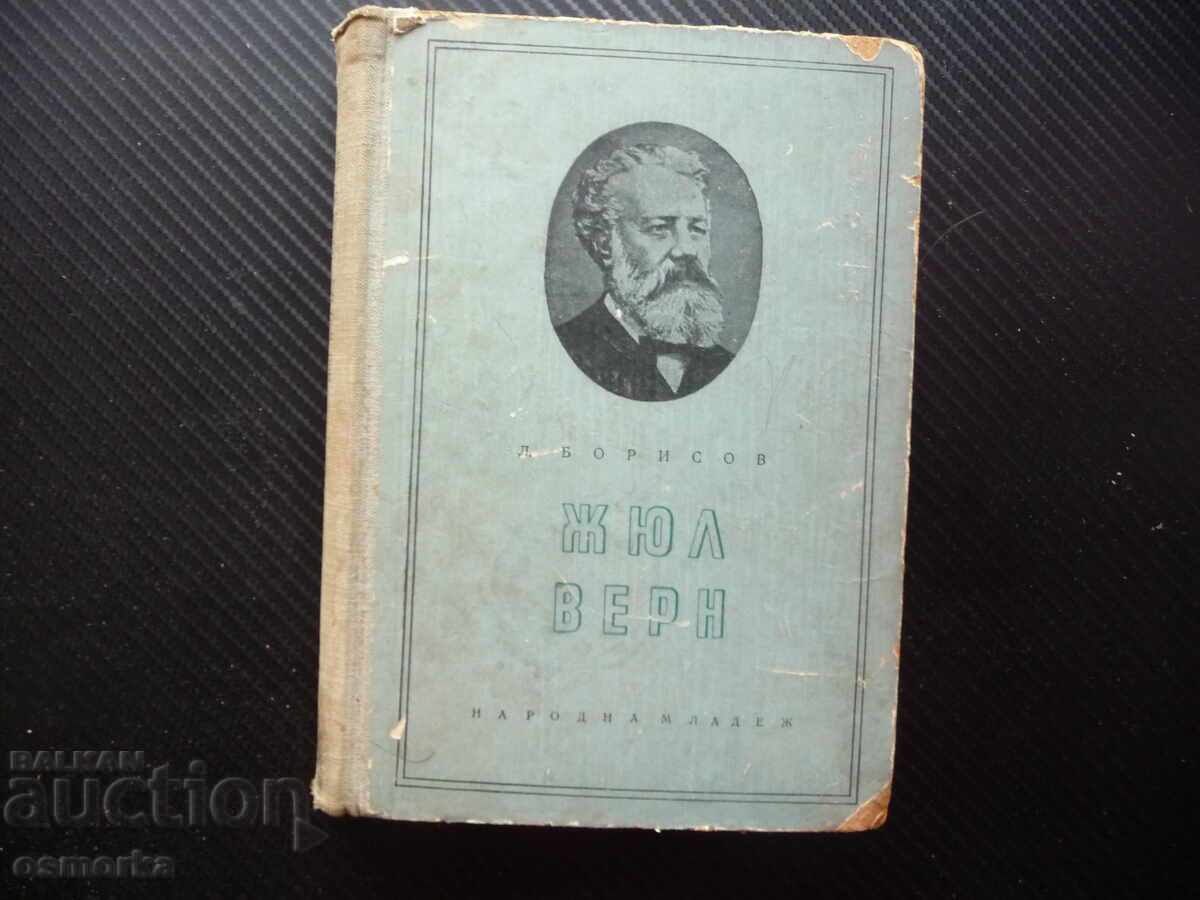 Л. БОРИСОВ
ЖЮЛ
ВЕРН
НАРОДНА МЛАДЕЖ
BALKAN
auction
osmorka